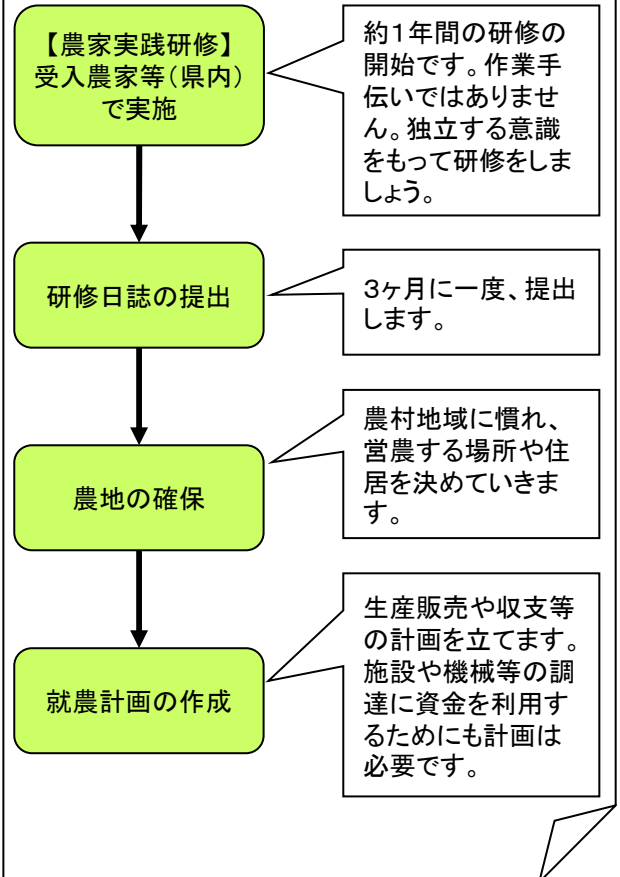 【農家実践研修】
受入農家等(県内)
で実施
約１年間の研修の
開始です。作業手
伝いではありませ
ん。独立する意識
をもって研修をしま
しょう。
研修日誌の提出
３ヶ月に一度、提出
します。
農地の確保
農村地域に慣れ、
営農する場所や住
居を決めていきま
す。
就農計画の作成
生産販売や収支等
の計画を立てます。
施設や機械等の調
達に資金を利用す
るためにも計画は
必要です。